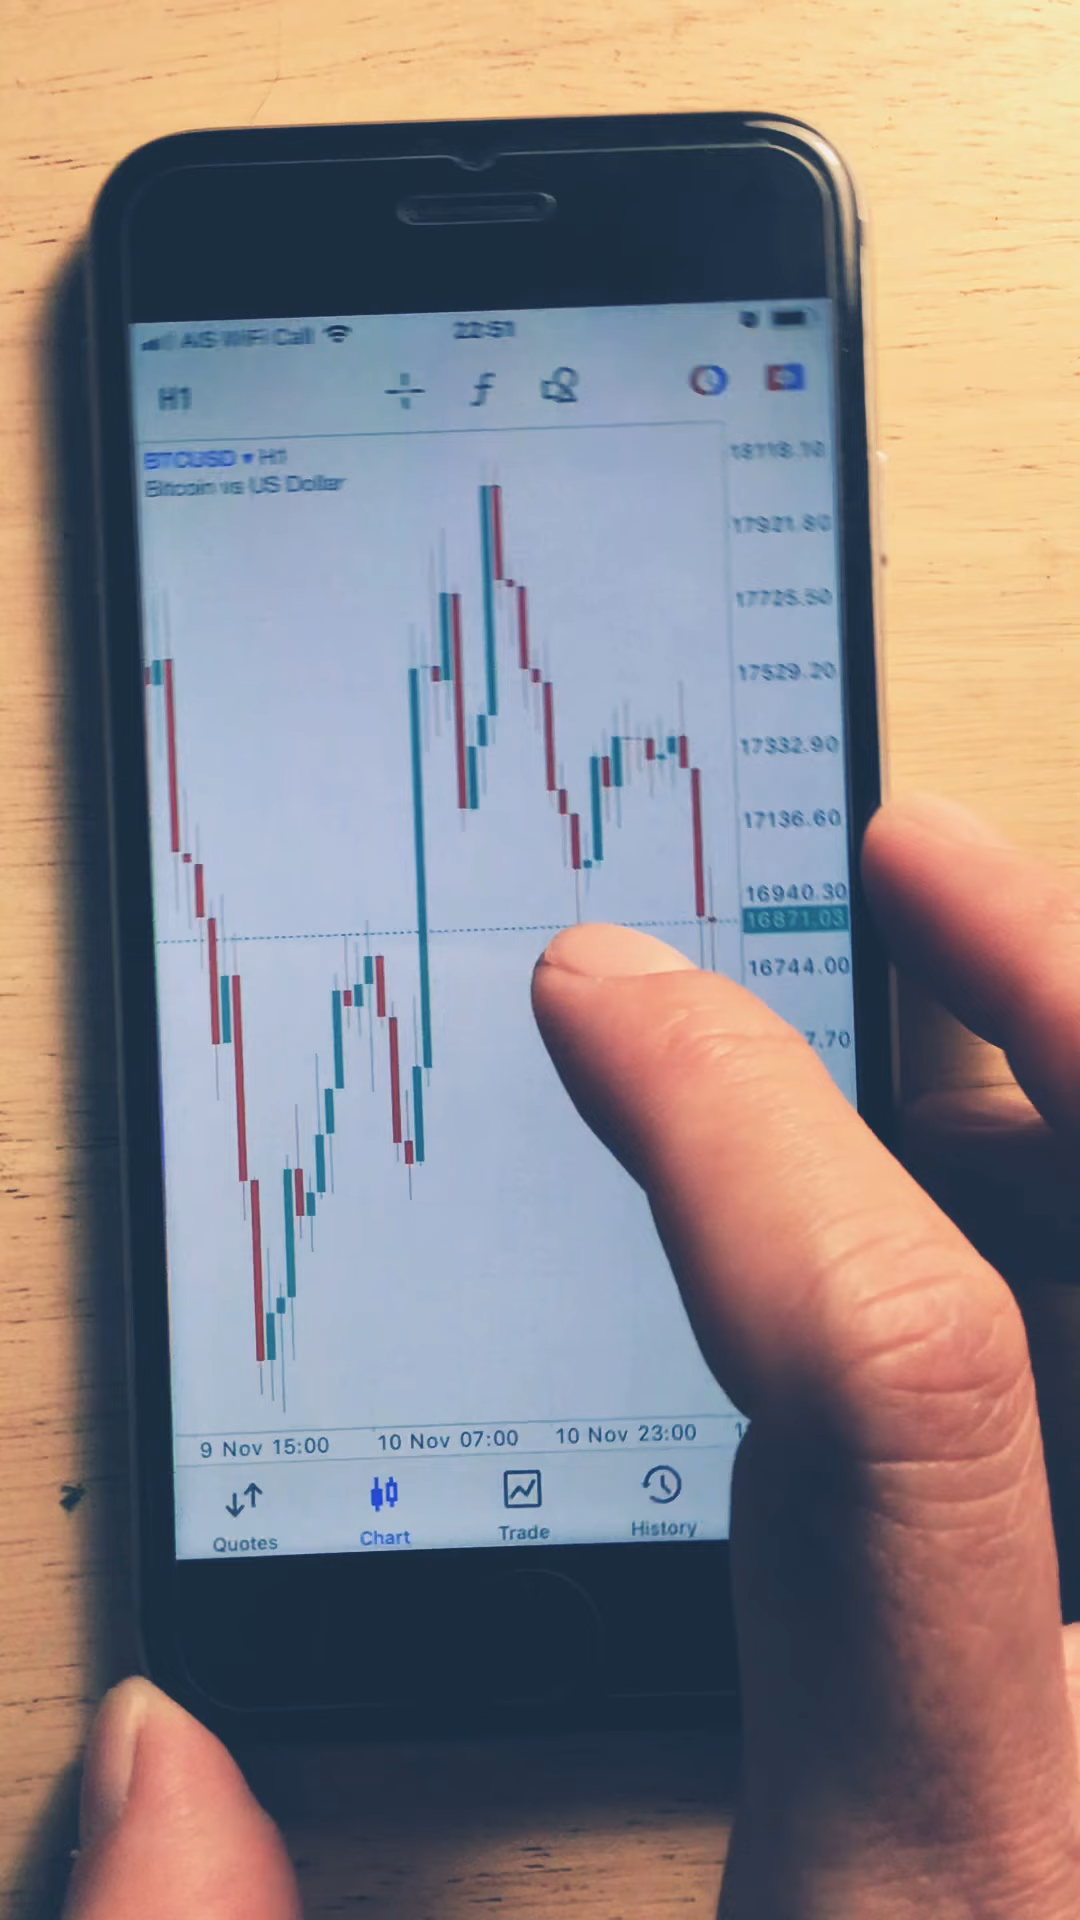 AIS WiFi Call 22:51
H1
BTCUSD ▾ H1
Bitcoin vs US Dollar
18118.10
17921.80
17725.50
17529.20
17332.90
17136.60
16940.30
16871.03
16744.00
7.70
9 Nov 15:00 10 Nov 07:00 10 Nov 23:00
Quotes Chart Trade History